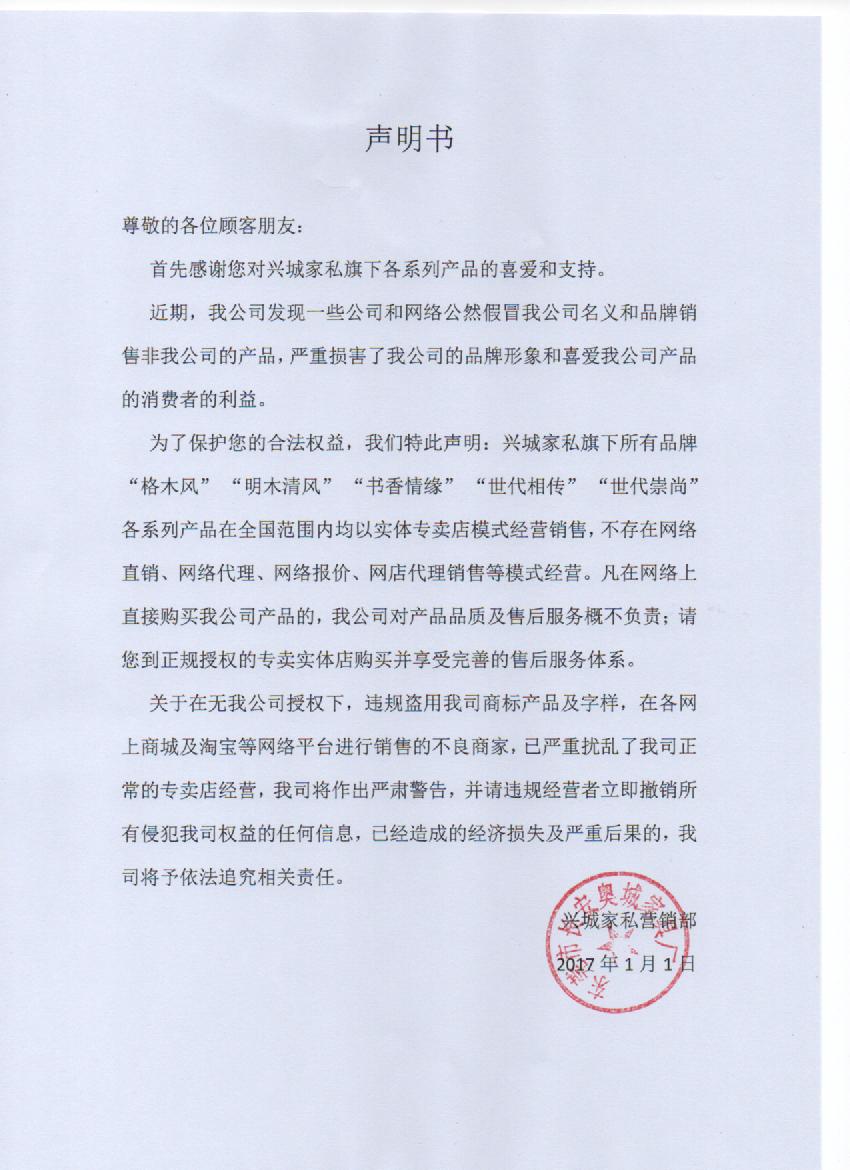 声明书
尊敬的各位顾客朋友：
首先感谢您对兴城家私旗下各系列产品的喜爱和支持。
近期，我公司发现一些公司和网络公然假冒我公司名义和品牌销
售非我公司的产品，严重损害了我公司的品牌形象和喜爱我公司产品
的消费者的利益。
为了保护您的合法权益，我们特此声明：兴城家私旗下所有品牌
“格木风” “明木清风” “书香情缘” “世代相传” “世代崇尚”
各系列产品在全国范围内均以实体专卖店模式经营销售，不存在网络
直销、网络代理、网络报价、网店代理销售等模式经营。凡在网络上
直接购买我公司产品的，我公司对产品品质及售后服务概不负责；请
您到正规授权的专卖实体店购买并享受完善的售后服务体系。
关于在无我公司授权下，违规盗用我司商标产品及字样，在各网
上商城及淘宝等网络平台进行销售的不良商家，已严重扰乱了我司正
常的专卖店经营，我司将作出严肃警告，并请违规经营者立即撤销所
有侵犯我司权益的任何信息，已经造成的经济损失及严重后果的，我
司将予依法追究相关责任。
兴城家私营销部
2017 年 1 月 1 日
东莞市长安奥城家具厂